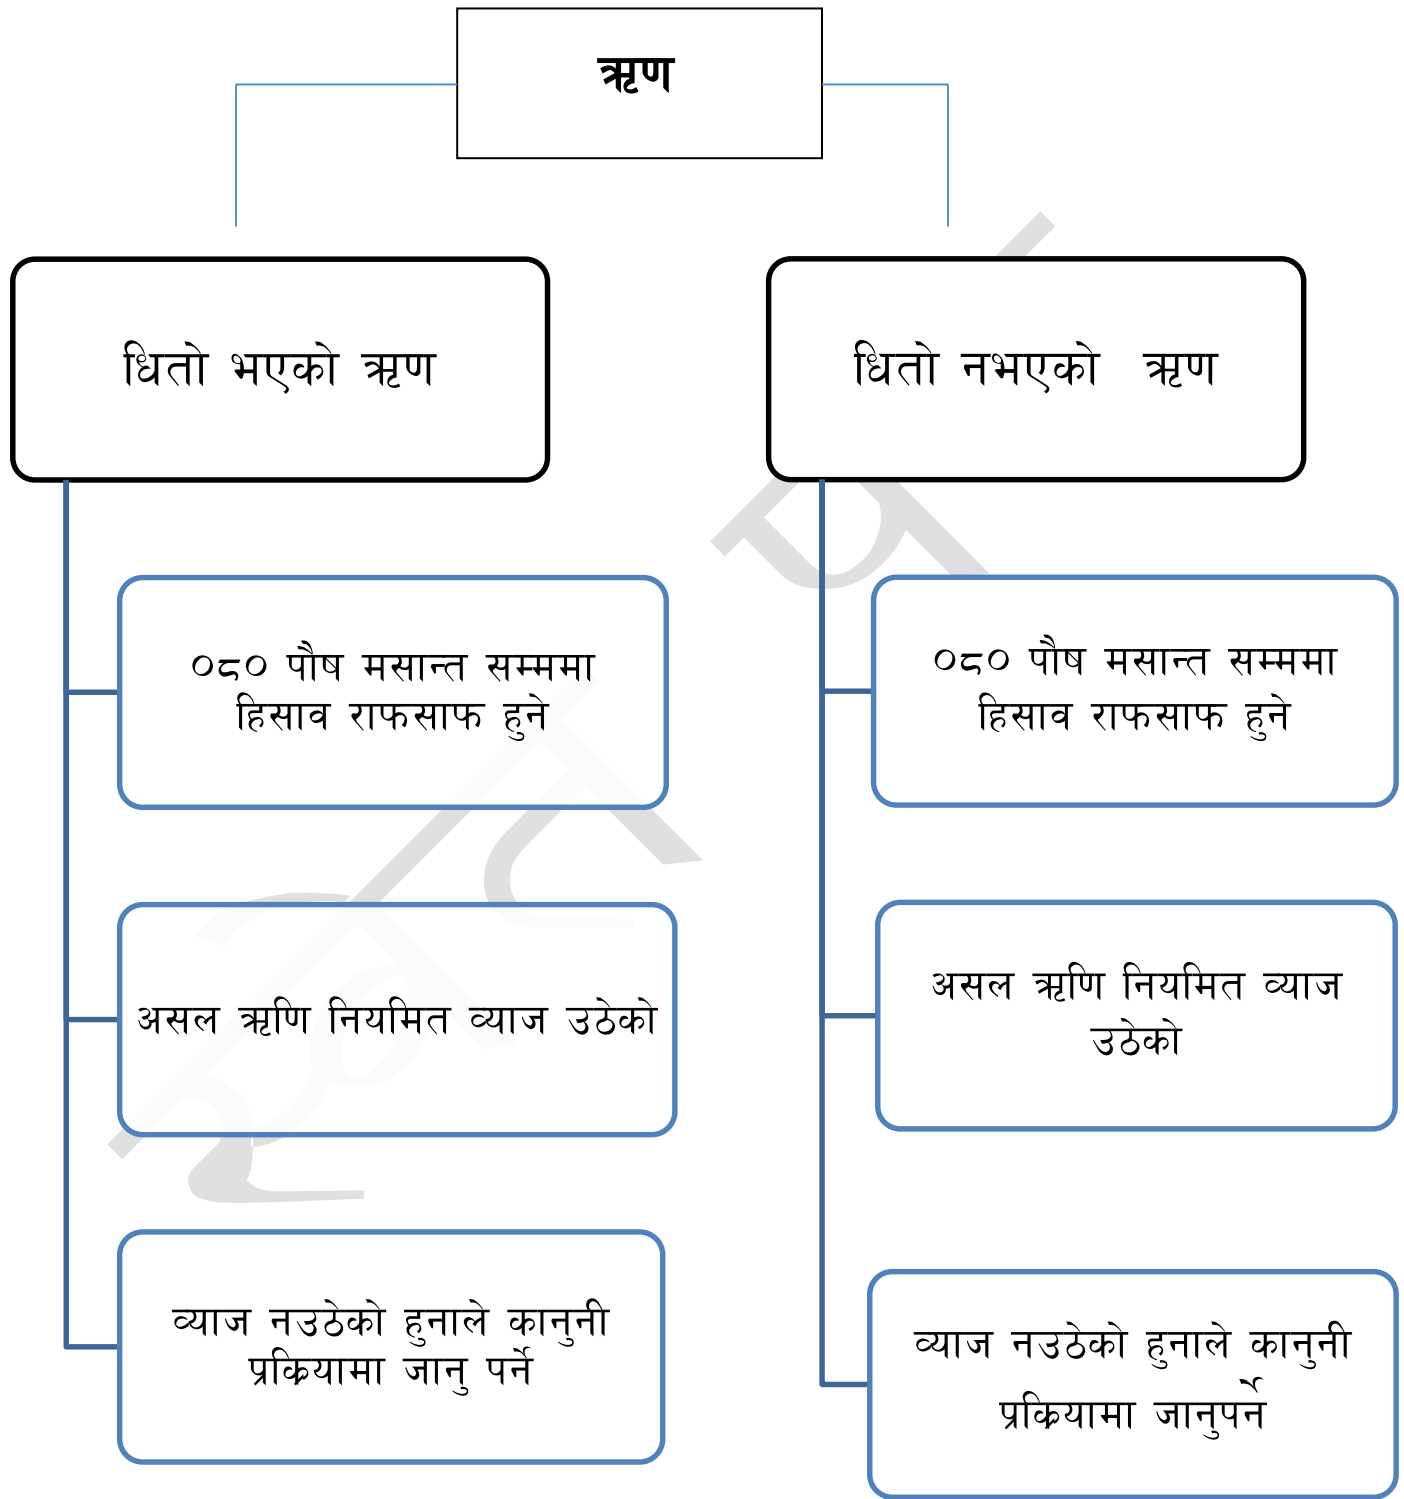 ऋण
धितो भएको ऋण
०८० पौष मसान्त सम्ममा
हिसाव राफसाफ हुने
असल ऋणि नियमित व्याज उठेको
व्याज नउठेको हुनाले कानुनी
प्रकियामा जानु पर्ने
धितो नभएको ऋण
०८० पौष मसान्त सम्ममा
हिसाव राफसाफ हुने
असल ऋणि नियमित व्याज
उठेको
व्याज नउठेको हुनाले कानुनी
प्रकियामा जानुपर्ने